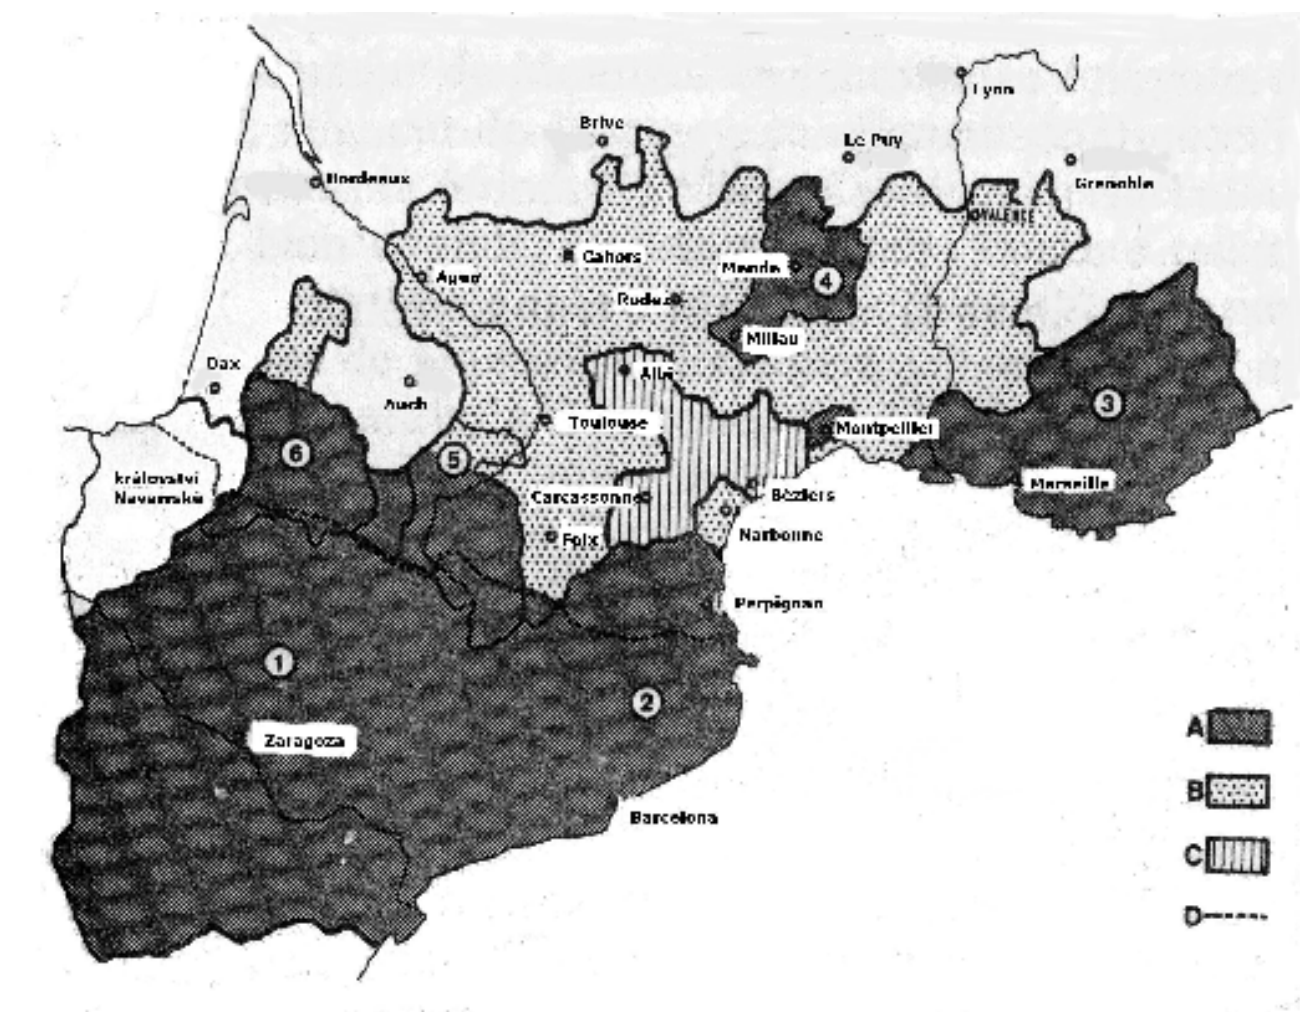 Brive
Le Puy
Lyon
Grenoble
Bordeaux
VALENCE
Cahors
Agen
Rodez
Mende
4
Millau
Dax
Auch
Albi
3
Toulouse
Montpellier
6
5
království
Navarrské
Carcassonne
Béziers
Marseille
Foix
Narbonne
Perpignan
1
2
Zaragoza
Barcelona
A
B
C
D